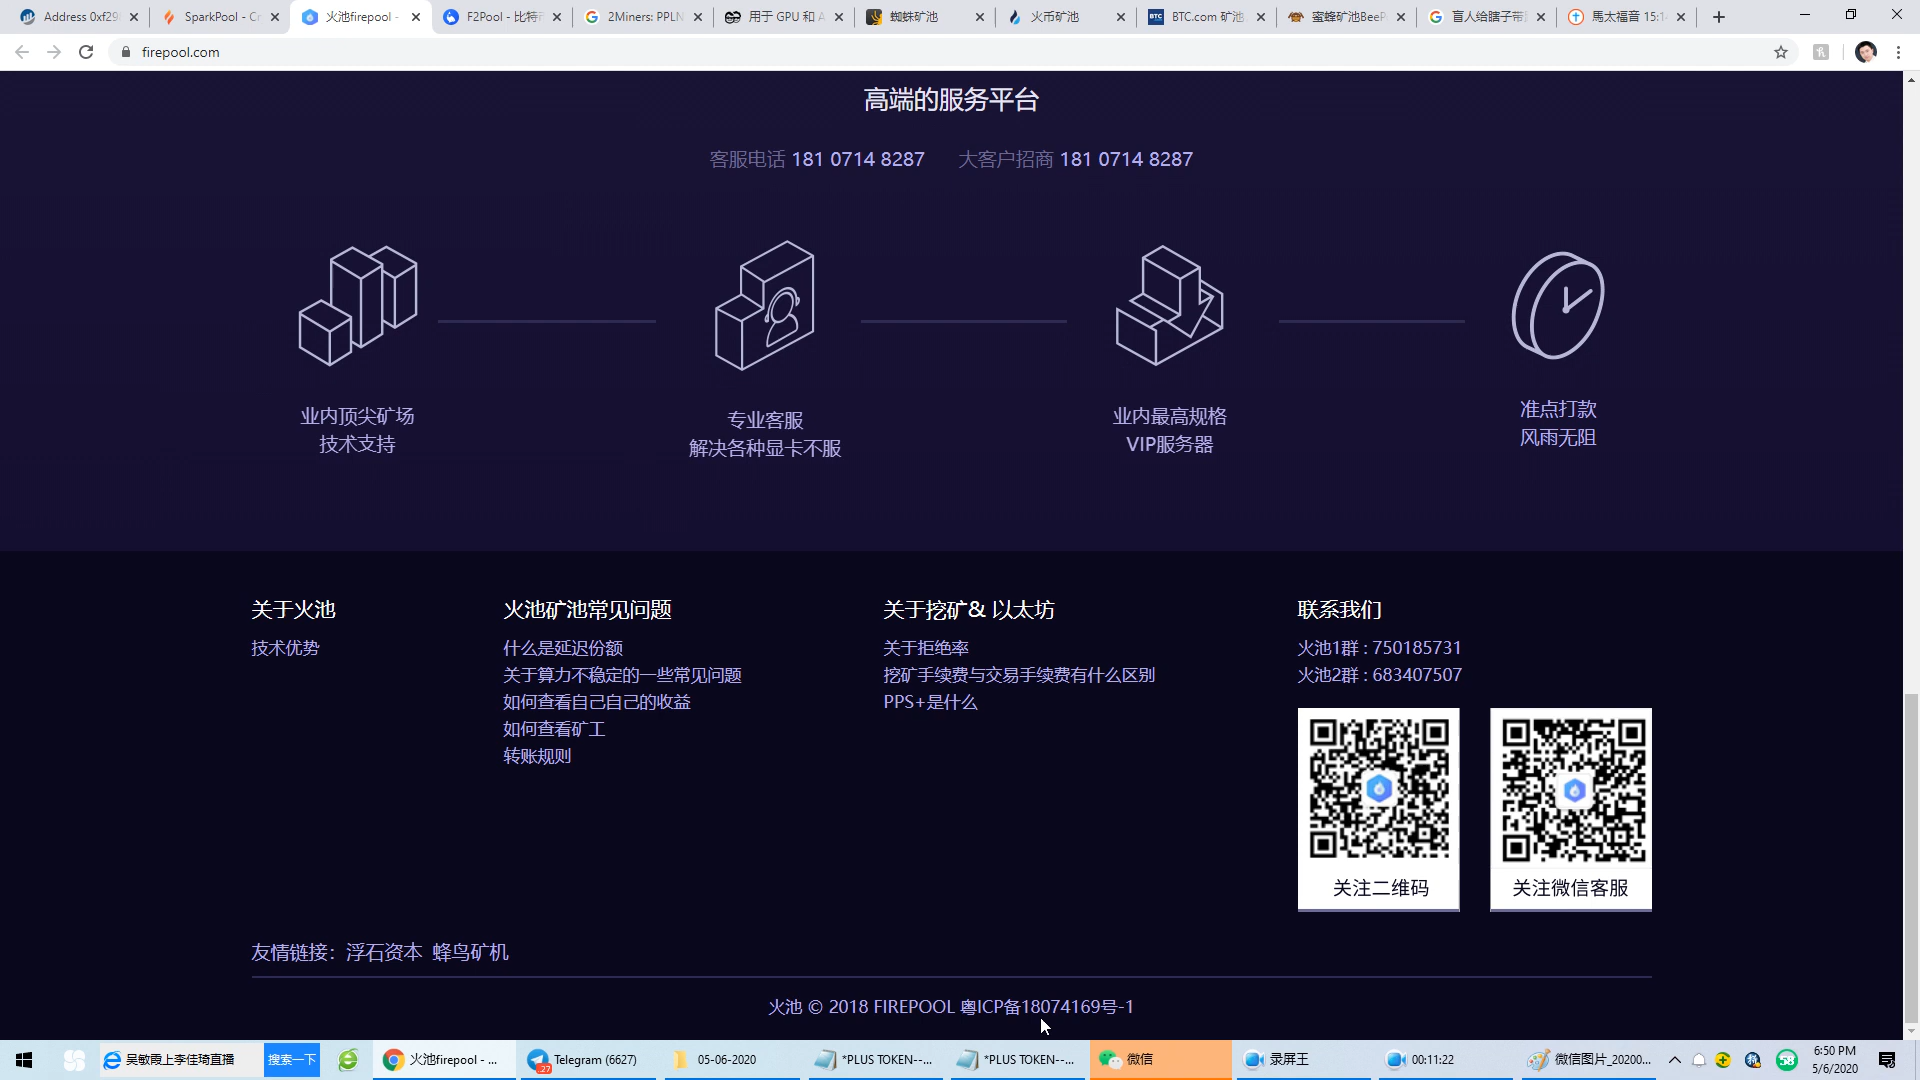 Address 0xf29
SparkPool - Cr
火池firepool -
F2Pool - 比特
2Miners: PPLN
用于 GPU 和 A
蜘蛛矿池
火币矿池
BTC.com 矿池
蜜蜂矿池BeeP
盲人给瞎子带
馬太福音 15:1
firepool.com
高端的服务平台
客服电话 181 0714 8287 大客户招商 181 0714 8287
业内顶尖矿场
技术支持
专业客服
解决各种显卡不服
业内最高规格
VIP服务器
准点打款
风雨无阻
关于火池
技术优势
火池矿池常见问题
什么是延迟份额
关于算力不稳定的一些常见问题
如何查看自己自己的收益
如何查看矿工
转账规则
关于挖矿& 以太坊
关于拒绝率
挖矿手续费与交易手续费有什么区别
PPS+是什么
联系我们
火池1群 : 750185731
火池2群 : 683407507
关注二维码
关注微信客服
友情链接：浮石资本 蜂鸟矿机
火池 © 2018 FIREPOOL 粤ICP备18074169号-1
吴敏霞上李佳琦直播
搜索一下
火池firepool - ...
Telegram (6627)
05-06-2020
*PLUS TOKEN--...
*PLUS TOKEN--...
微信
录屏王
00:11:22
微信图片_20200...
58
6:50 PM
5/6/2020